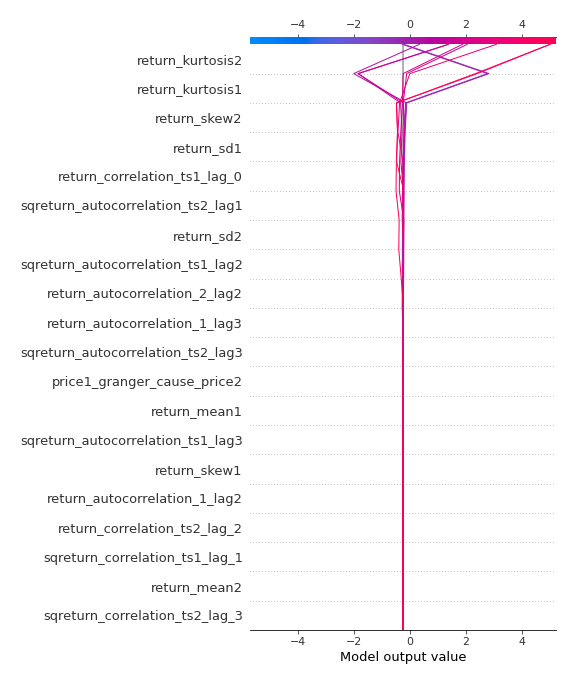 −4 −2 0 2 4
return_kurtosis2
return_kurtosis1
return_skew2
return_sd1
return_correlation_ts1_lag_0
sqreturn_autocorrelation_ts2_lag1
return_sd2
sqreturn_autocorrelation_ts1_lag2
return_autocorrelation_2_lag2
return_autocorrelation_1_lag3
sqreturn_autocorrelation_ts2_lag3
price1_granger_cause_price2
return_mean1
sqreturn_autocorrelation_ts1_lag3
return_skew1
return_autocorrelation_1_lag2
return_correlation_ts2_lag_2
sqreturn_correlation_ts1_lag_1
return_mean2
sqreturn_correlation_ts2_lag_3
−4 −2 0 2 4
Model output value